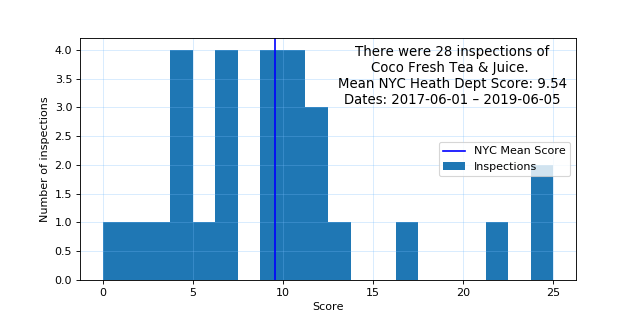 There were 28 inspections of
Coco Fresh Tea & Juice.
Mean NYC Heath Dept Score: 9.54
Dates: 2017-06-01 – 2019-06-05
NYC Mean Score
Inspections
Number of inspections
4.0
3.5
3.0
2.5
2.0
1.5
1.0
0.5
0.0
0 5 10 15 20 25
Score